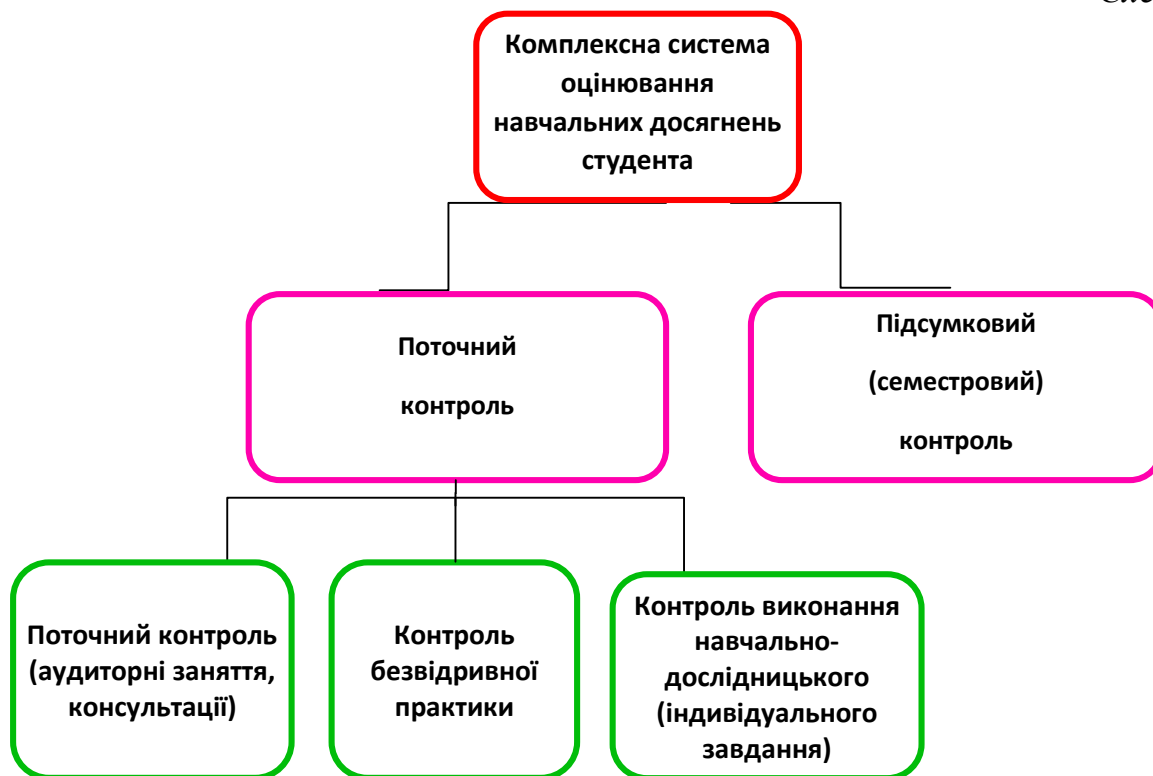 Комплексна система
оцінювання
навчальних досягнень
студента
Поточний
контроль
Підсумковий
(семестровий)
контроль
Поточний контроль
(аудиторні заняття,
консультації)
Контроль
безвідривної
практики
Контроль виконання
навчально-
дослідницького
(індивідуального
завдання)